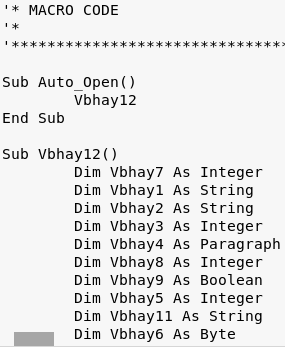 '* MACRO CODE
'*
'*******************************
Sub Auto_Open()
Vbhay12
End Sub
Sub Vbhay12()
Dim Vbhay7 As Integer
Dim Vbhay1 As String
Dim Vbhay2 As String
Dim Vbhay3 As Integer
Dim Vbhay4 As Paragraph
Dim Vbhay8 As Integer
Dim Vbhay9 As Boolean
Dim Vbhay5 As Integer
Dim Vbhay11 As String
Dim Vbhay6 As Byte